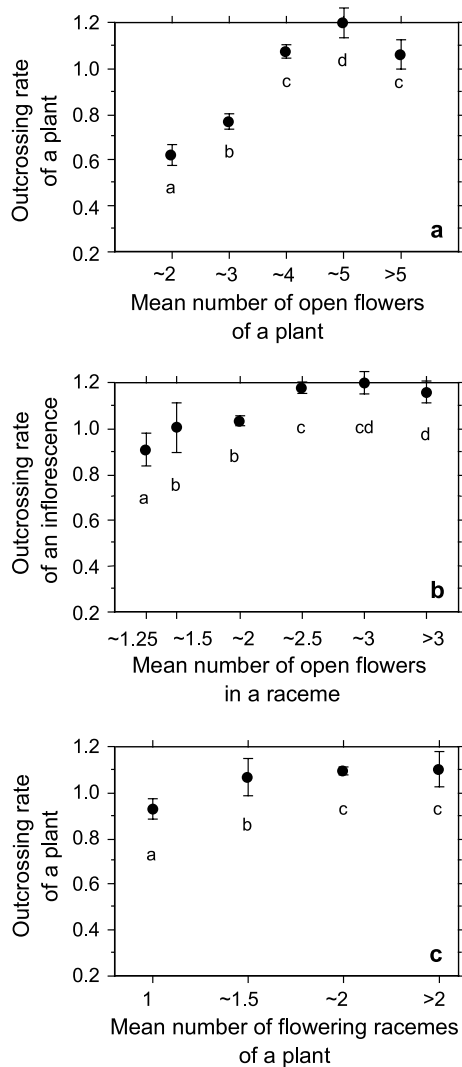 Outcrossing rate
of a plant
1.2
1.0
0.8
0.6
0.4
0.2
a
b
c
d
c
a
~2 ~3 ~4 ~5 >5
Mean number of open flowers
of a plant
Outcrossing rate
of an inflorescence
1.2
1.0
0.8
0.6
0.4
0.2
a
b
b
c
cd
d
b
~1.25 ~1.5 ~2 ~2.5 ~3 >3
Mean number of open flowers
in a raceme
Outcrossing rate
of a plant
1.2
1.0
0.8
0.6
0.4
0.2
a
b
c
c
c
1 ~1.5 ~2 >2
Mean number of flowering racemes
of a plant